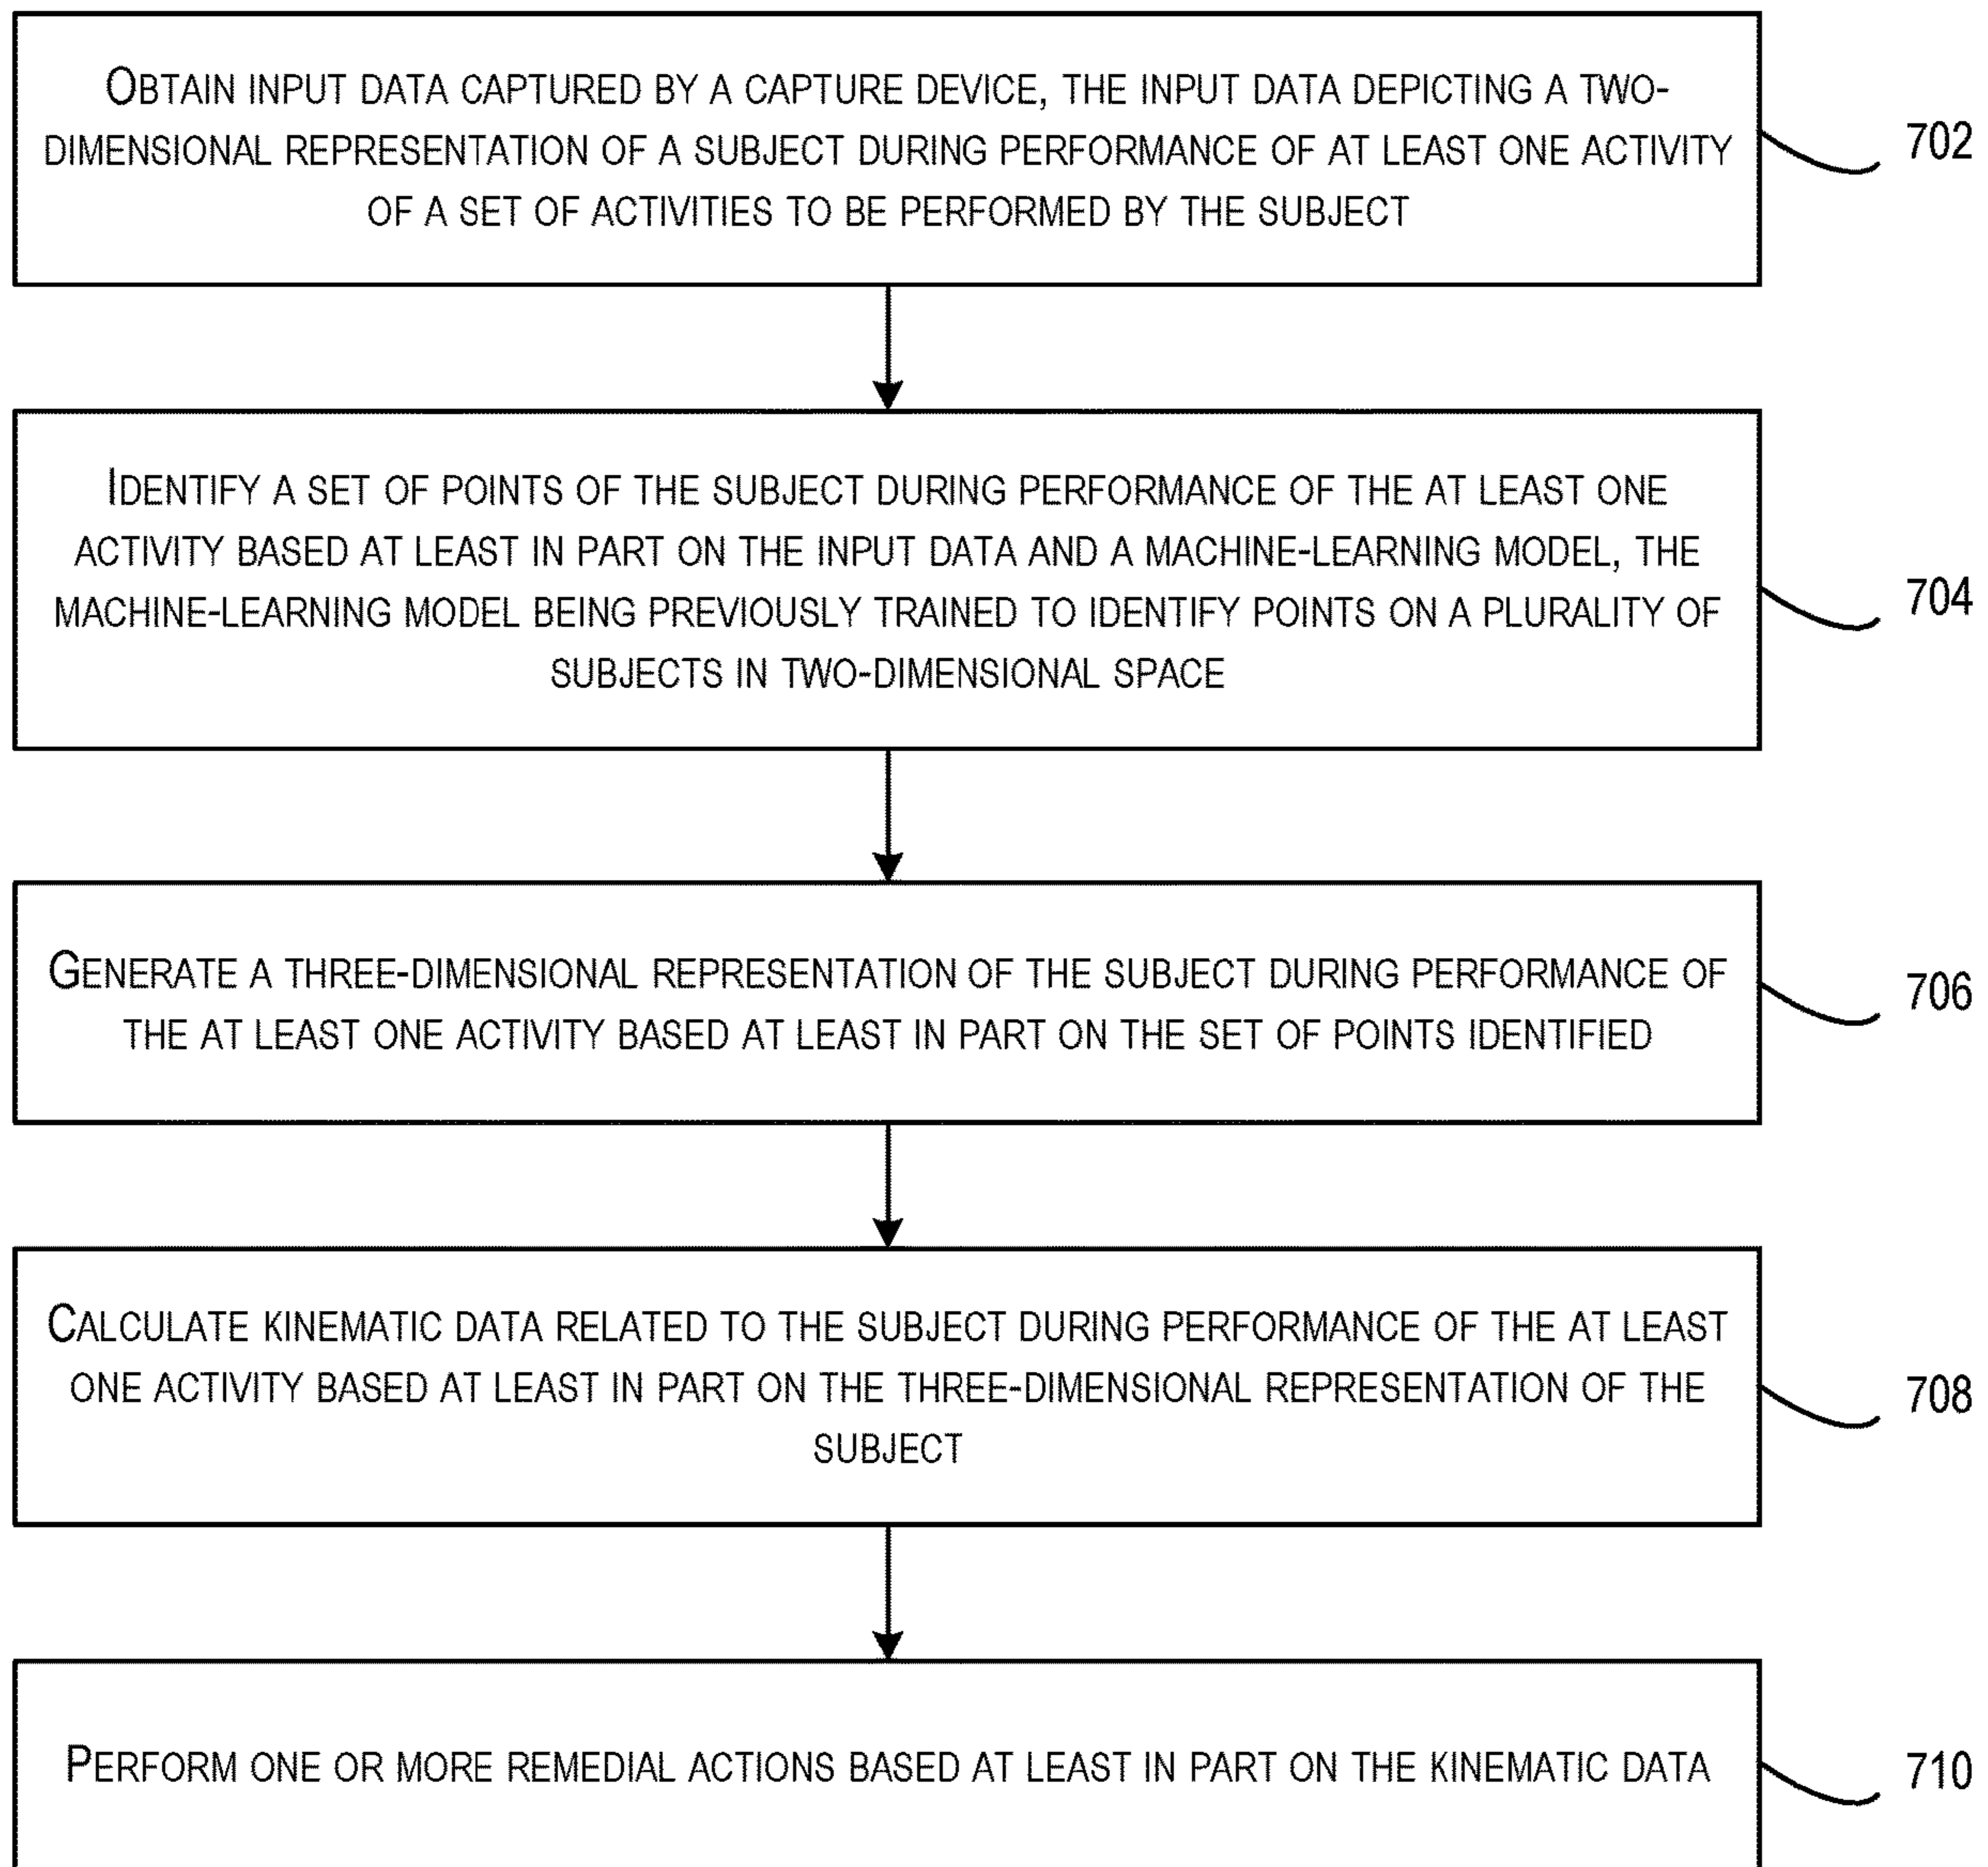 OBTAIN INPUT DATA CAPTURED BY A CAPTURE DEVICE, THE INPUT DATA DEPICTING A TWO-
DIMENSIONAL REPRESENTATION OF A SUBJECT DURING PERFORMANCE OF AT LEAST ONE ACTIVITY
OF A SET OF ACTIVITIES TO BE PERFORMED BY THE SUBJECT
702
IDENTIFY A SET OF POINTS OF THE SUBJECT DURING PERFORMANCE OF THE AT LEAST ONE
ACTIVITY BASED AT LEAST IN PART ON THE INPUT DATA AND A MACHINE-LEARNING MODEL, THE
MACHINE-LEARNING MODEL BEING PREVIOUSLY TRAINED TO IDENTIFY POINTS ON A PLURALITY OF
SUBJECTS IN TWO-DIMENSIONAL SPACE
704
GENERATE A THREE-DIMENSIONAL REPRESENTATION OF THE SUBJECT DURING PERFORMANCE OF
THE AT LEAST ONE ACTIVITY BASED AT LEAST IN PART ON THE SET OF POINTS IDENTIFIED
706
CALCULATE KINEMATIC DATA RELATED TO THE SUBJECT DURING PERFORMANCE OF THE AT LEAST
ONE ACTIVITY BASED AT LEAST IN PART ON THE THREE-DIMENSIONAL REPRESENTATION OF THE
SUBJECT
708
PERFORM ONE OR MORE REMEDIAL ACTIONS BASED AT LEAST IN PART ON THE KINEMATIC DATA
710